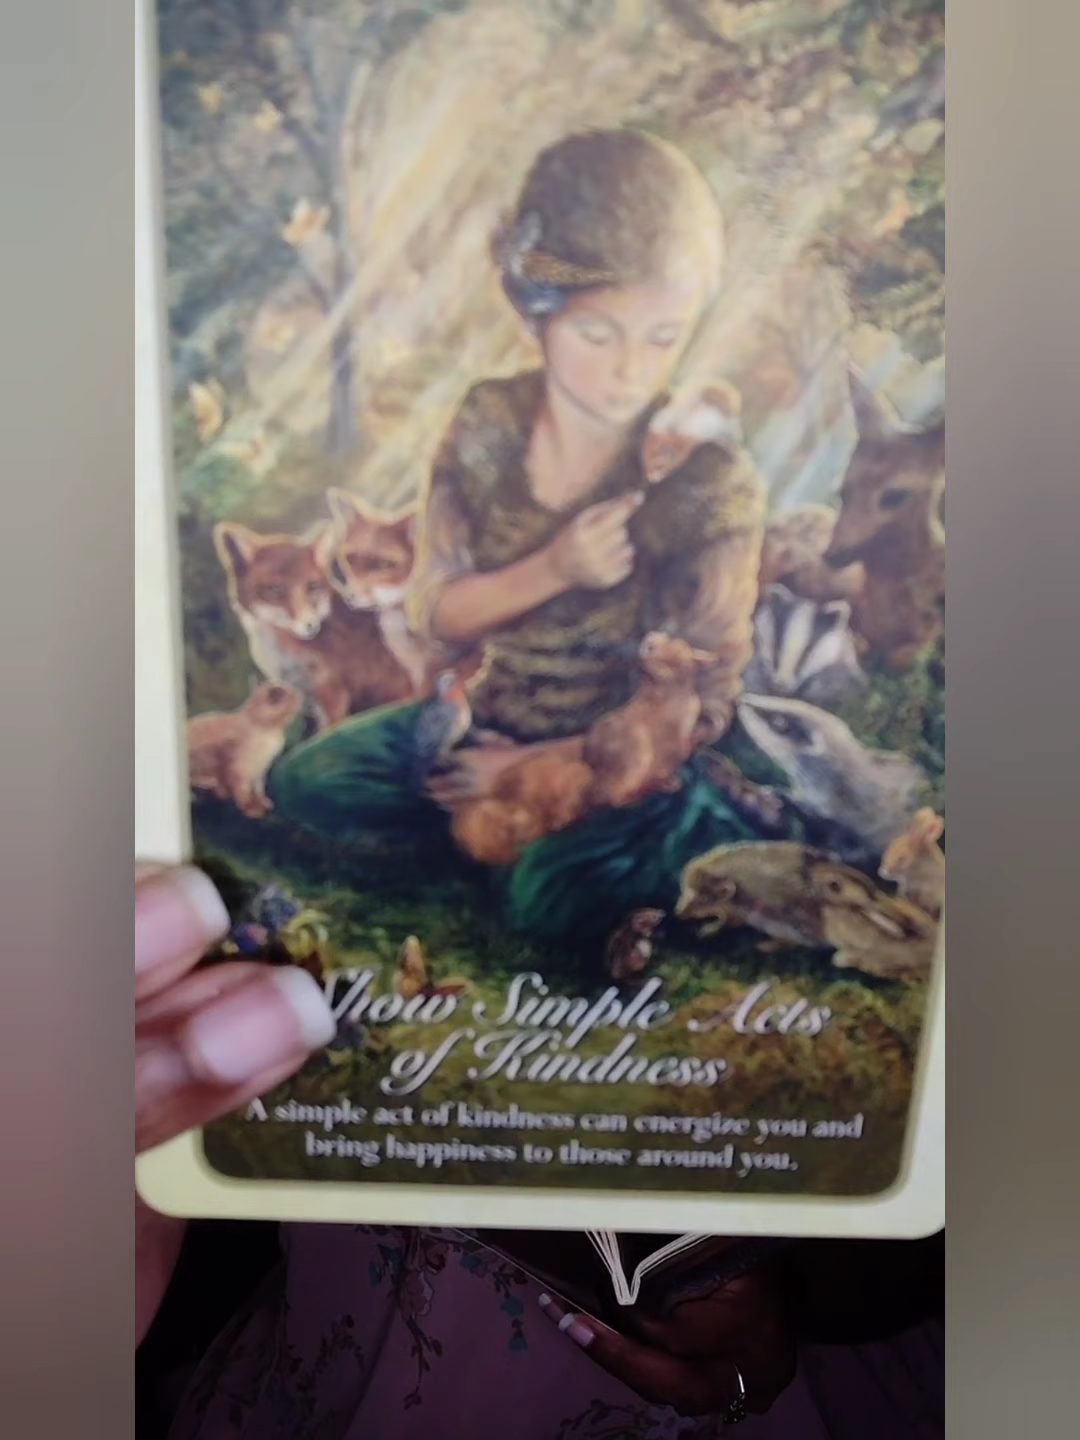 Show Simple Acts
of Kindness
A simple act of kindness can energize you and
bring happiness to those around you.